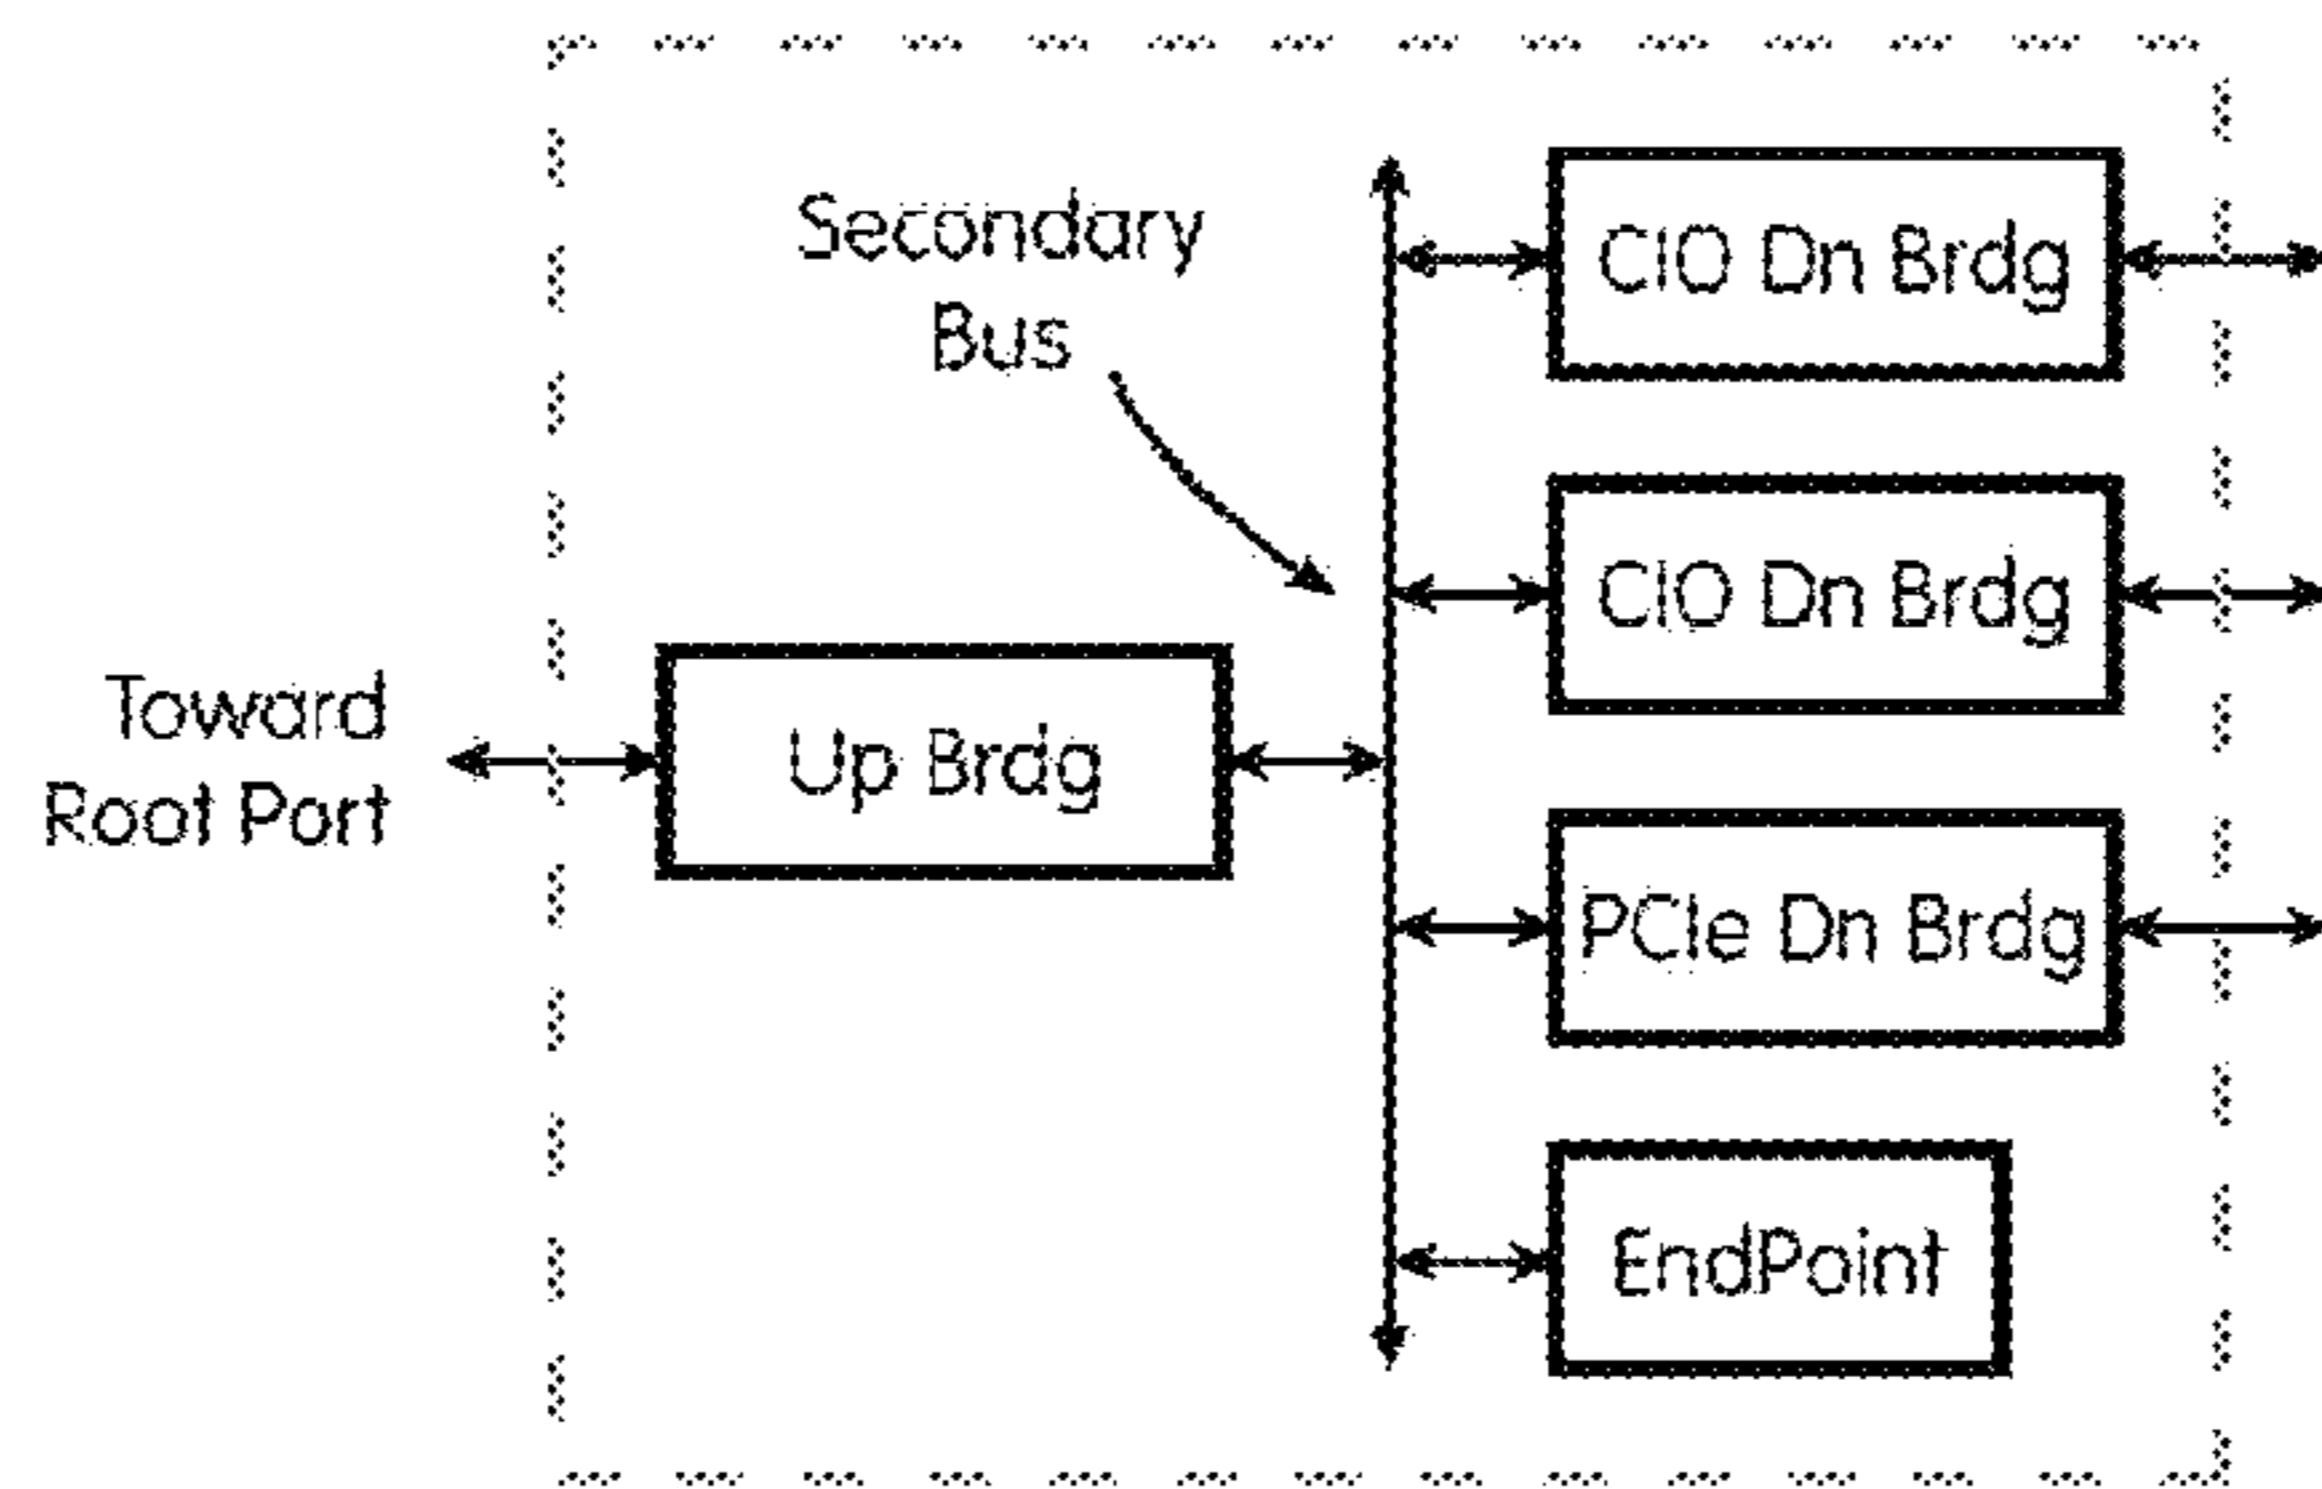 Secondary
Bus
CIO Dn Brdg
CIO Dn Brdg
Toward
Root Port
Up Brdg
PCIe Dn Brdg
EndPoint